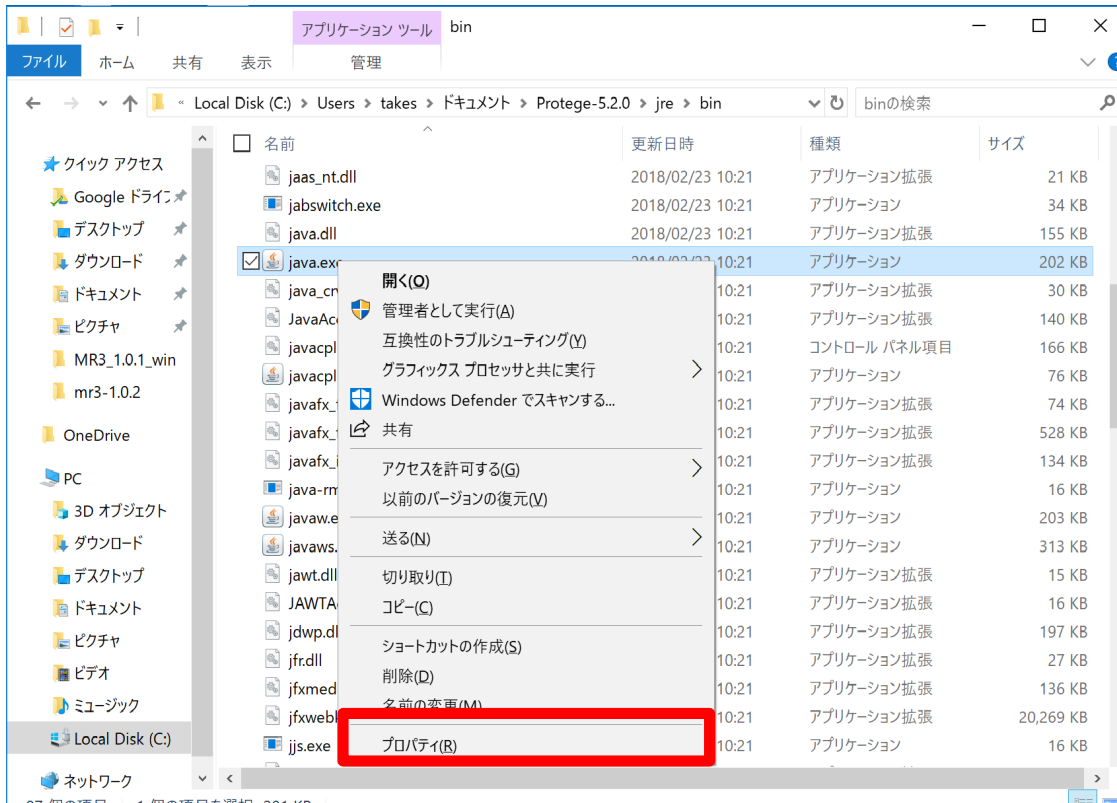 アプリケーション ツール bin
ファイル ホーム 共有 表示 管理
« Local Disk (C:) > Users > takes > ドキュメント > Protege-5.2.0 > jre > bin binの検索
名前 更新日時 種類 サイズ
クイック アクセス
Google ドライブ
デスクトップ
ダウンロード
ドキュメント
ピクチャ
MR3_1.0.1_win
mr3-1.0.2
OneDrive
PC
3D オブジェクト
ダウンロード
デスクトップ
ドキュメント
ピクチャ
ビデオ
ミュージック
Local Disk (C:)
ネットワーク
jaas_nt.dll 2018/02/23 10:21 アプリケーション拡張 21 KB
jabswitch.exe 2018/02/23 10:21 アプリケーション 34 KB
java.dll 2018/02/23 10:21 アプリケーション拡張 155 KB
java.exe 2018/02/23 10:21 アプリケーション 202 KB
java_cr 10:21 アプリケーション拡張 30 KB
JavaAc 10:21 アプリケーション拡張 140 KB
javacpl 10:21 コントロール パネル項目 166 KB
javacpl 10:21 アプリケーション 76 KB
javafx_ 10:21 アプリケーション拡張 74 KB
javafx_ 10:21 アプリケーション拡張 528 KB
javafx_i 10:21 アプリケーション拡張 134 KB
java-rm 10:21 アプリケーション 16 KB
javaw.e 10:21 アプリケーション 203 KB
javaws. 10:21 アプリケーション 313 KB
jawt.dll 10:21 アプリケーション拡張 15 KB
JAWTA 10:21 アプリケーション拡張 16 KB
jdwp.dl 10:21 アプリケーション拡張 197 KB
jfr.dll 10:21 アプリケーション拡張 27 KB
jfxmed 10:21 アプリケーション拡張 136 KB
jfxweb 10:21 アプリケーション拡張 20,269 KB
jjs.exe 10:21 アプリケーション 16 KB
開く(O)
管理者として実行(A)
互換性のトラブルシューティング(Y)
グラフィックス プロセッサと共に実行
Windows Defender でスキャンする...
共有
アクセスを許可する(G)
以前のバージョンの復元(V)
送る(N)
切り取り(T)
コピー(C)
ショートカットの作成(S)
削除(D)
名前の変更(M)
プロパティ(R)